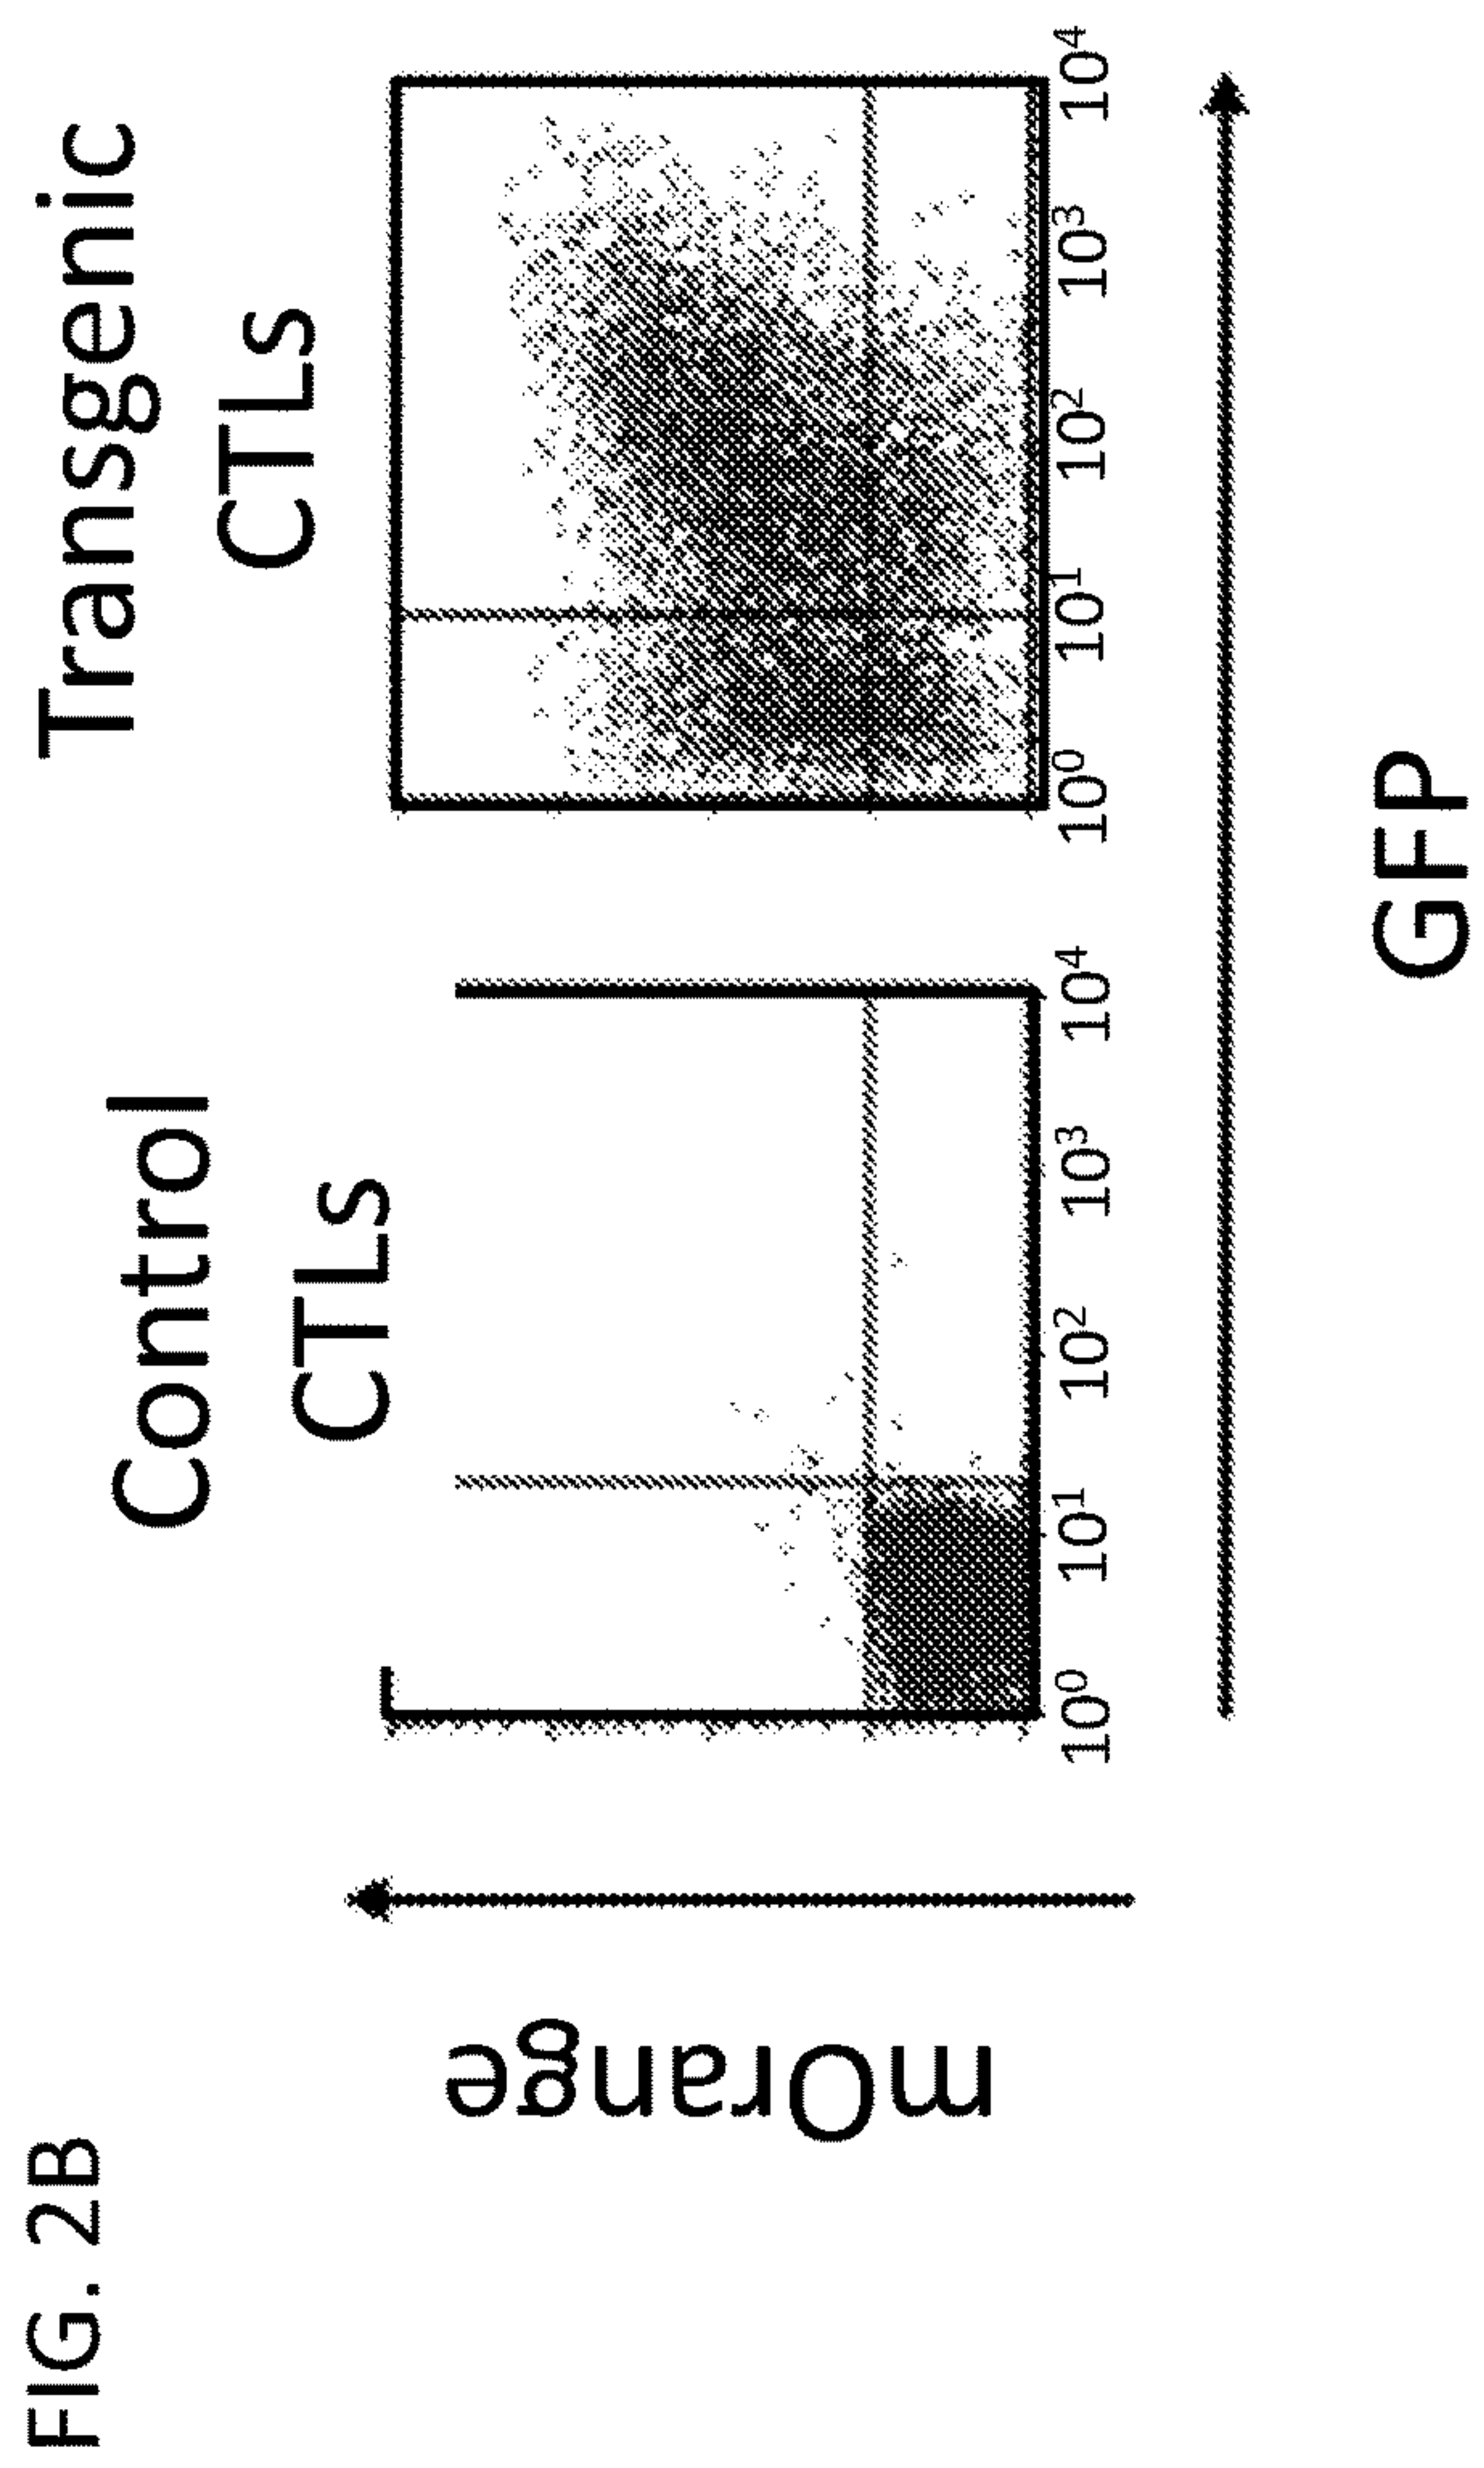 FIG. 2B
Control
CTLs
Transgenic
CTLs
mOrange
10⁰ 10¹ 10² 10³ 10⁴
10⁰ 10¹ 10² 10³ 10⁴
GFP